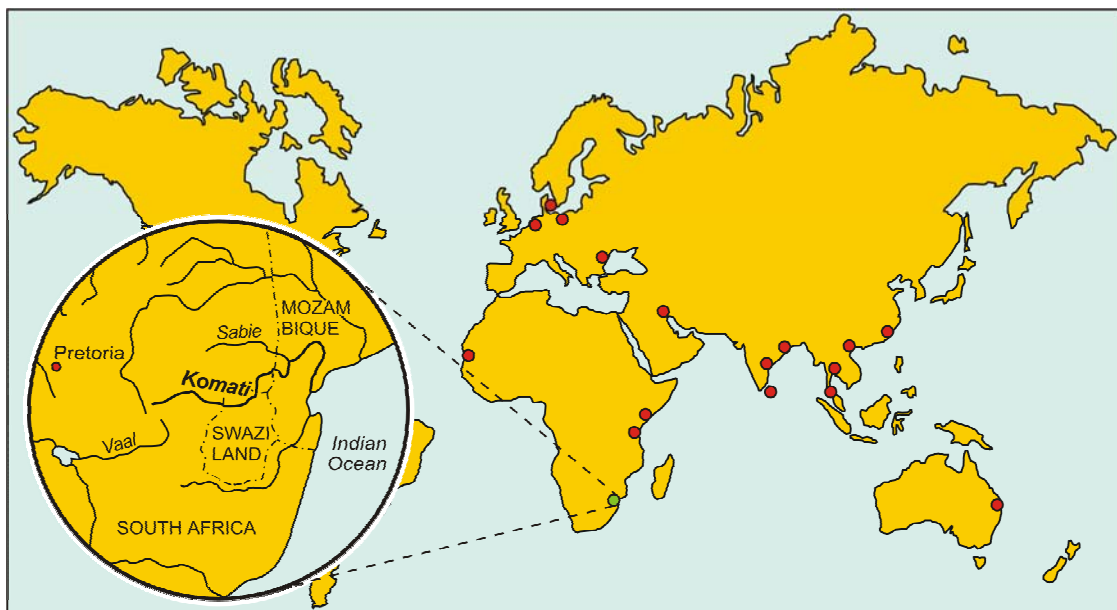 MOZAM
BIQUE
Sabie
Pretoria
Komati
Vaal
SWAZI
LAND
Indian
Ocean
SOUTH AFRICA